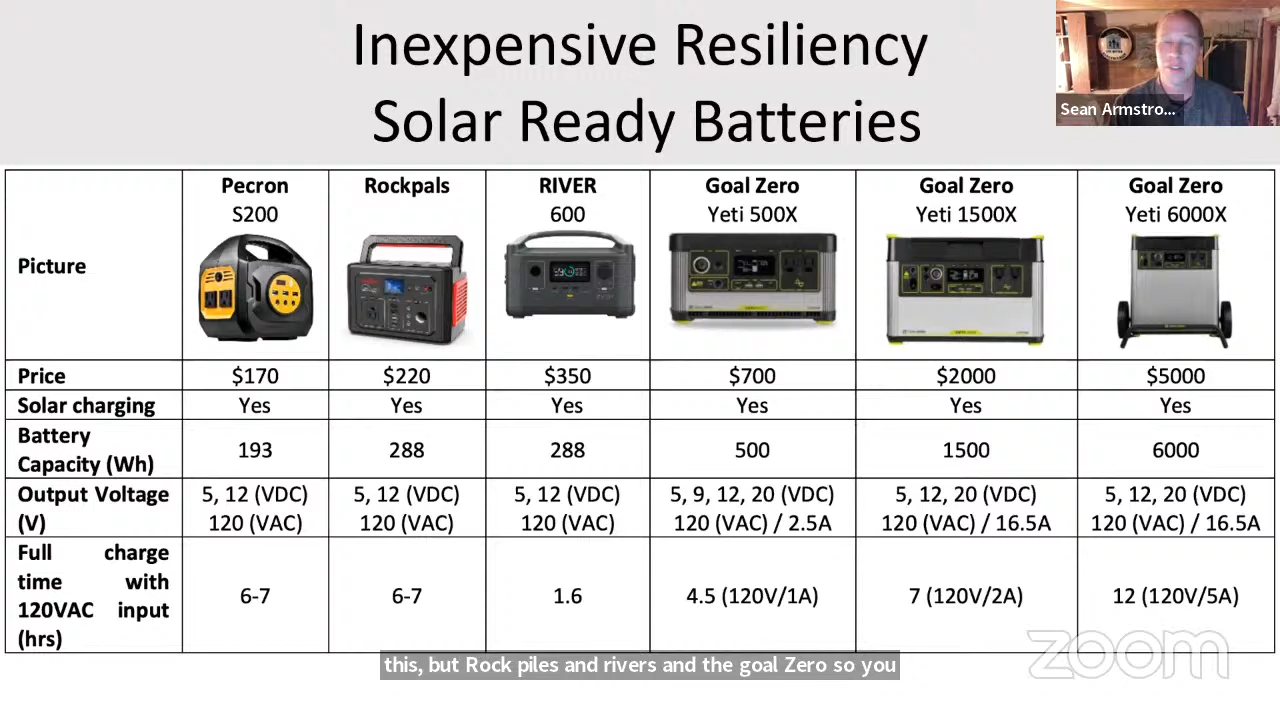 Inexpensive Resiliency
Solar Ready Batteries
Sean Armstro...
Picture
Pecron
S200
Rockpals
RIVER
600
Goal Zero
Yeti 500X
Goal Zero
Yeti 1500X
Goal Zero
Yeti 6000X
Price $170 $220 $350 $700 $2000 $5000
Solar charging Yes Yes Yes Yes Yes Yes
Battery
Capacity (Wh) 193 288 288 500 1500 6000
Output Voltage
(V)
5, 12 (VDC)
120 (VAC)
5, 12 (VDC)
120 (VAC)
5, 12 (VDC)
120 (VAC)
5, 9, 12, 20 (VDC)
120 (VAC) / 2.5A
5, 12, 20 (VDC)
120 (VAC) / 16.5A
5, 12, 20 (VDC)
120 (VAC) / 16.5A
Full charge
time with
120VAC input
(hrs)
6-7 6-7 1.6 4.5 (120V/1A) 7 (120V/2A) 12 (120V/5A)
zoom
this, but Rock piles and rivers and the goal Zero so you